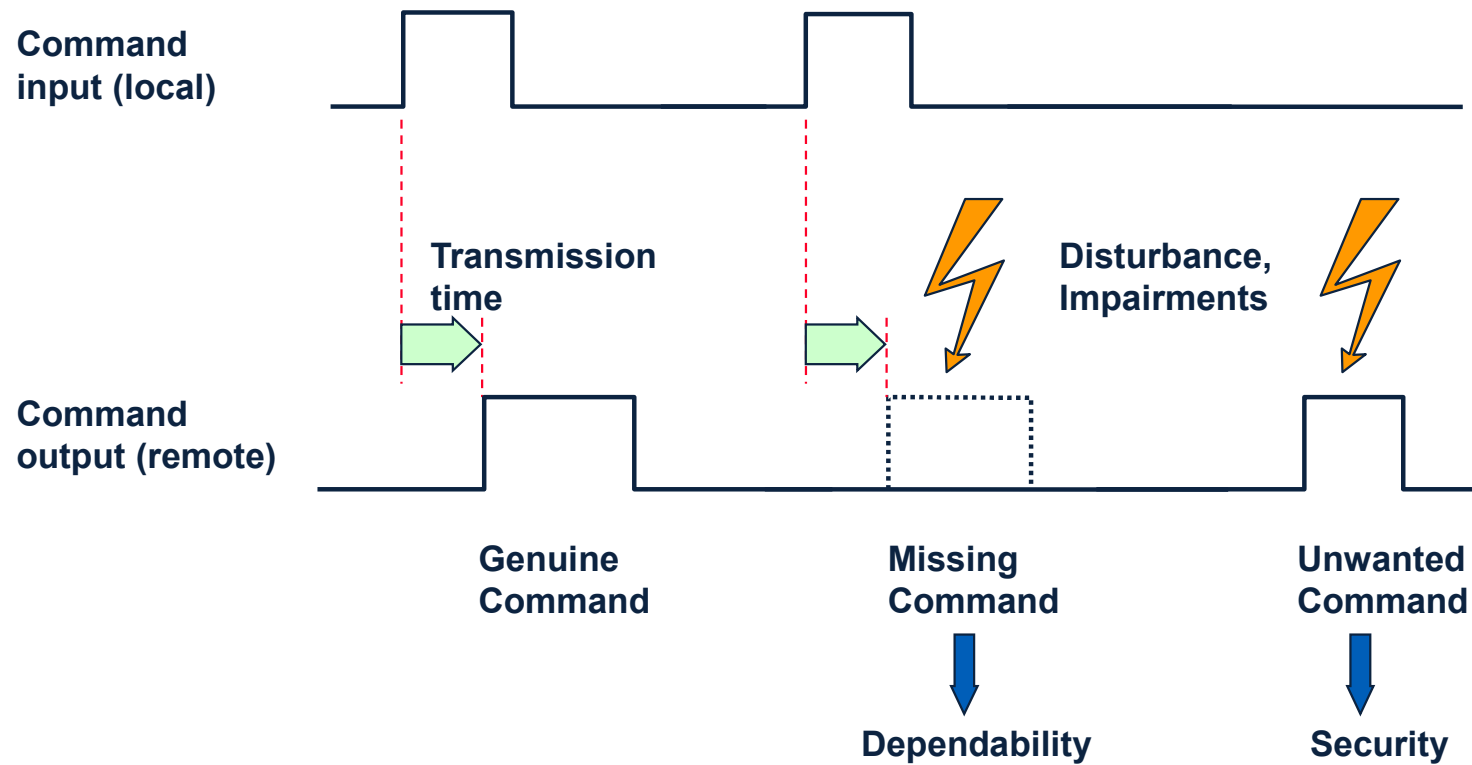 Command
input (local)
Transmission
time
Disturbance,
Impairments
Command
output (remote)
Genuine
Command
Missing
Command
Unwanted
Command
Dependability
Security